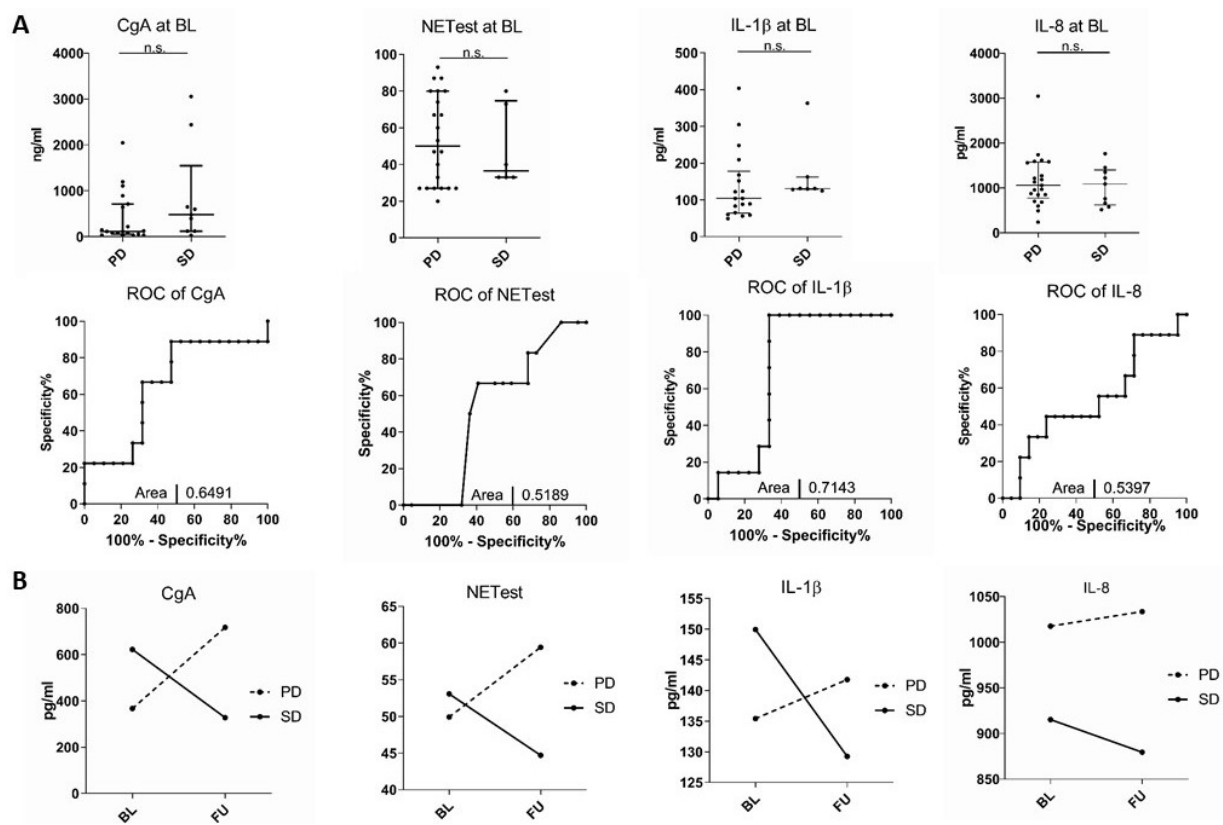 A
CgA at BL
n.s.
4000
3000
2000
1000
0
ng/ml
PD
SD
NETest at BL
n.s.
100
80
60
40
20
0
PD
SD
IL-1β at BL
n.s.
500
400
300
200
100
0
pg/ml
PD
SD
IL-8 at BL
n.s.
4000
3000
2000
1000
0
pg/ml
PD
SD
ROC of CgA
100
80
60
40
20
0
Specificity%
Area 0.6491
0 20 40 60 80 100
100% - Specificity%
ROC of NETest
100
80
60
40
20
0
Specificity%
Area 0.5189
0 20 40 60 80 100
100% - Specificity%
ROC of IL-1β
100
80
60
40
20
0
Specificity%
Area 0.7143
0 20 40 60 80 100
100% - Specificity%
ROC of IL-8
100
80
60
40
20
0
Specificity%
Area 0.5397
0 20 40 60 80 100
100% - Specificity%
B
CgA
800
600
400
200
0
pg/ml
PD
SD
BL
FU
NETest
65
60
55
50
45
40
PD
SD
BL
FU
IL-1β
155
150
145
140
135
130
125
pg/ml
PD
SD
BL
FU
IL-8
1050
1000
950
900
850
pg/ml
PD
SD
BL
FU